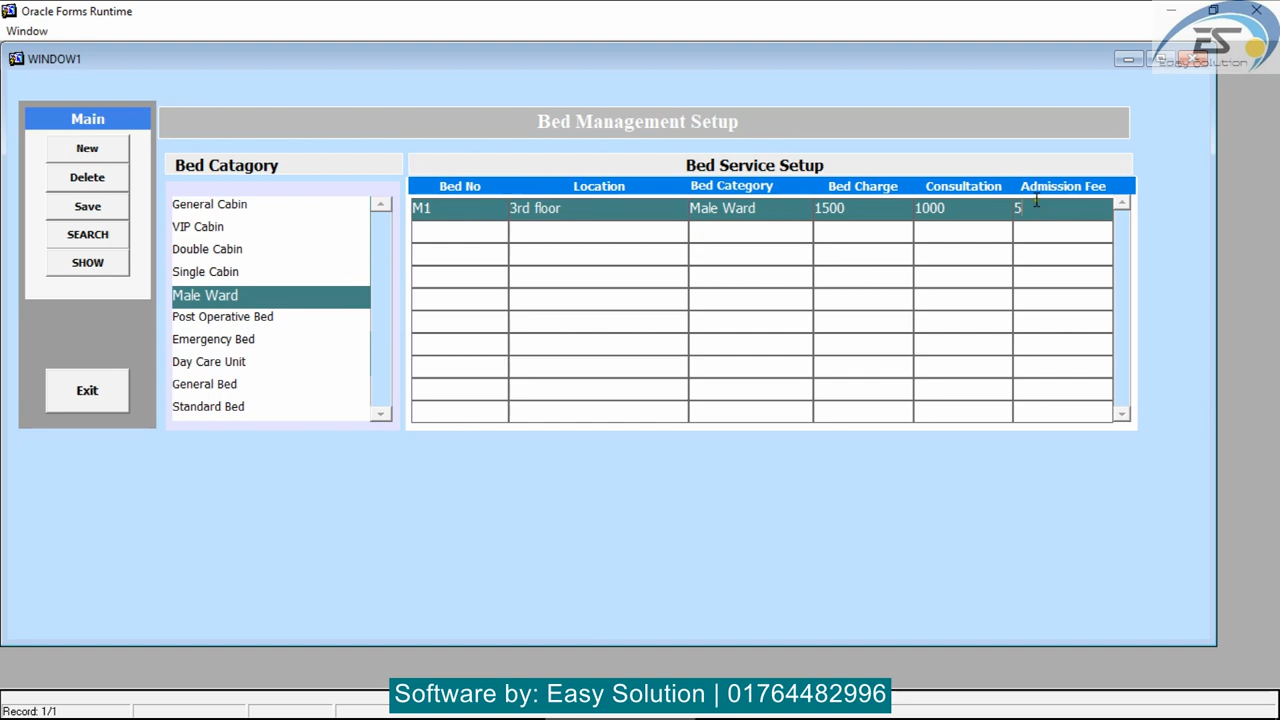 Oracle Forms Runtime
Window
ES
Easy Solution
WINDOW1
Main
New
Delete
Save
SEARCH
SHOW
Exit
Bed Management Setup
Bed Catagory
General Cabin
VIP Cabin
Double Cabin
Single Cabin
Male Ward
Post Operative Bed
Emergency Bed
Day Care Unit
General Bed
Standard Bed
Bed Service Setup
Bed No Location Bed Category Bed Charge Consultation Admission Fee
M1 3rd floor Male Ward 1500 1000 5
Software by: Easy Solution | 01764482996
Record: 1/1